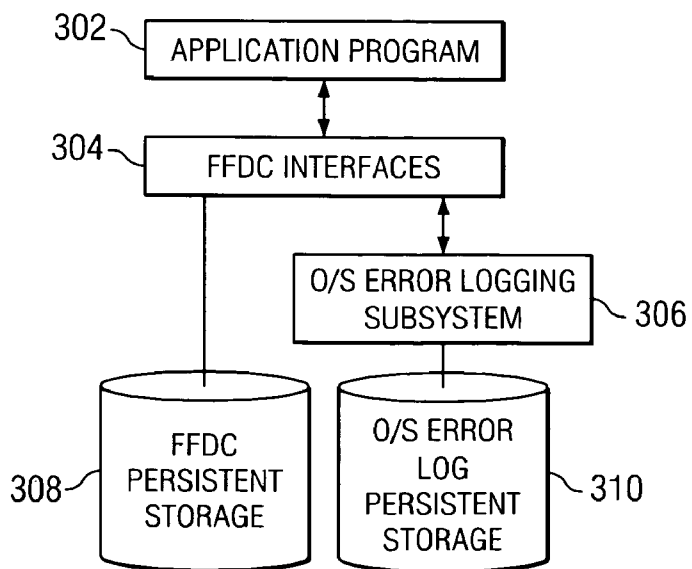 302
APPLICATION PROGRAM
304
FFDC INTERFACES
O/S ERROR LOGGING
SUBSYSTEM
306
308
FFDC
PERSISTENT
STORAGE
O/S ERROR
LOG
PERSISTENT
STORAGE
310